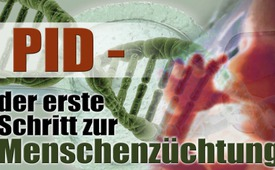 PID -
der erste
Schritt zur
Menschenzüchtung